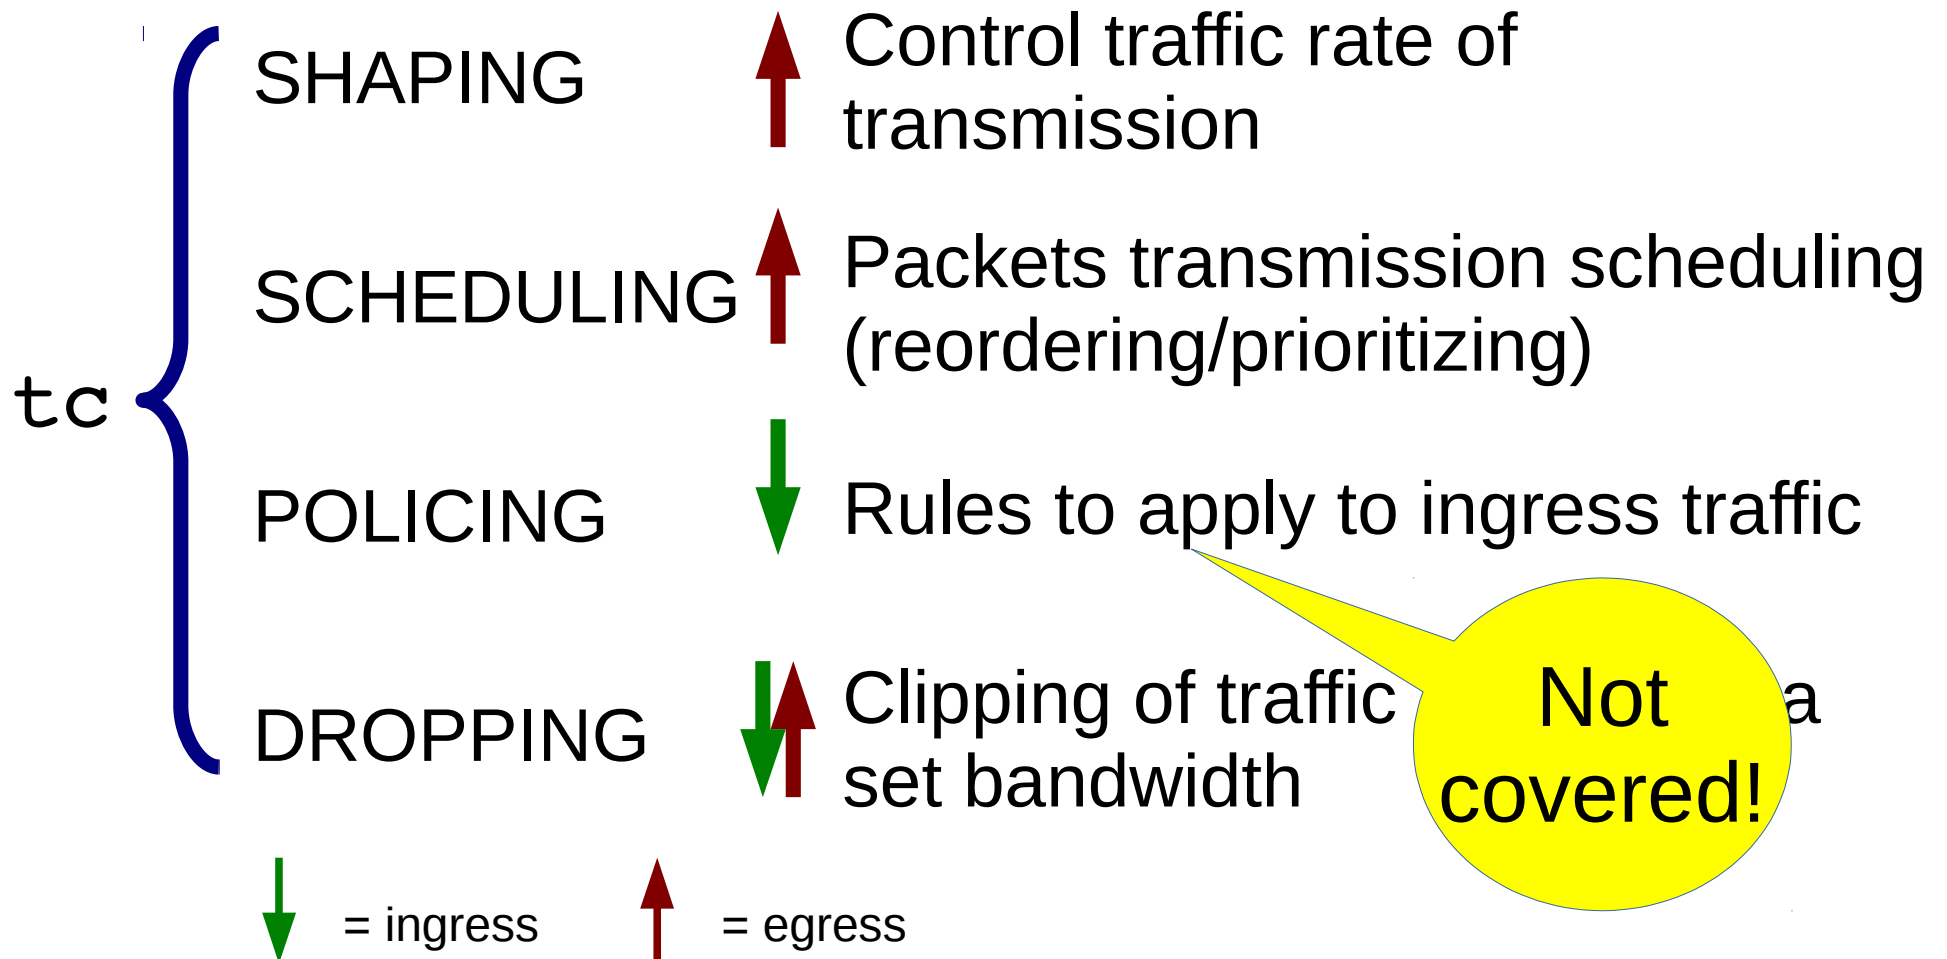 SHAPING
Control traffic rate of
transmission
SCHEDULING
Packets transmission scheduling
(reordering/prioritizing)
tc
POLICING
Rules to apply to ingress traffic
DROPPING
Clipping of traffic a
set bandwidth
Not
covered!
= ingress
= egress